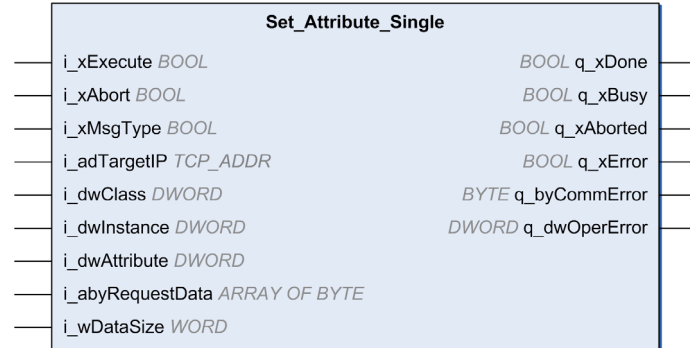 Set_Attribute_Single
i_xExecute BOOL BOOL q_xDone
i_xAbort BOOL BOOL q_xBusy
i_xMsgType BOOL BOOL q_xAborted
i_adTargetIP TCP_ADDR BOOL q_xError
i_dwClass DWORD BYTE q_byCommError
i_dwInstance DWORD DWORD q_dwOperError
i_dwAttribute DWORD
i_abyRequestData ARRAY OF BYTE
i_wDataSize WORD